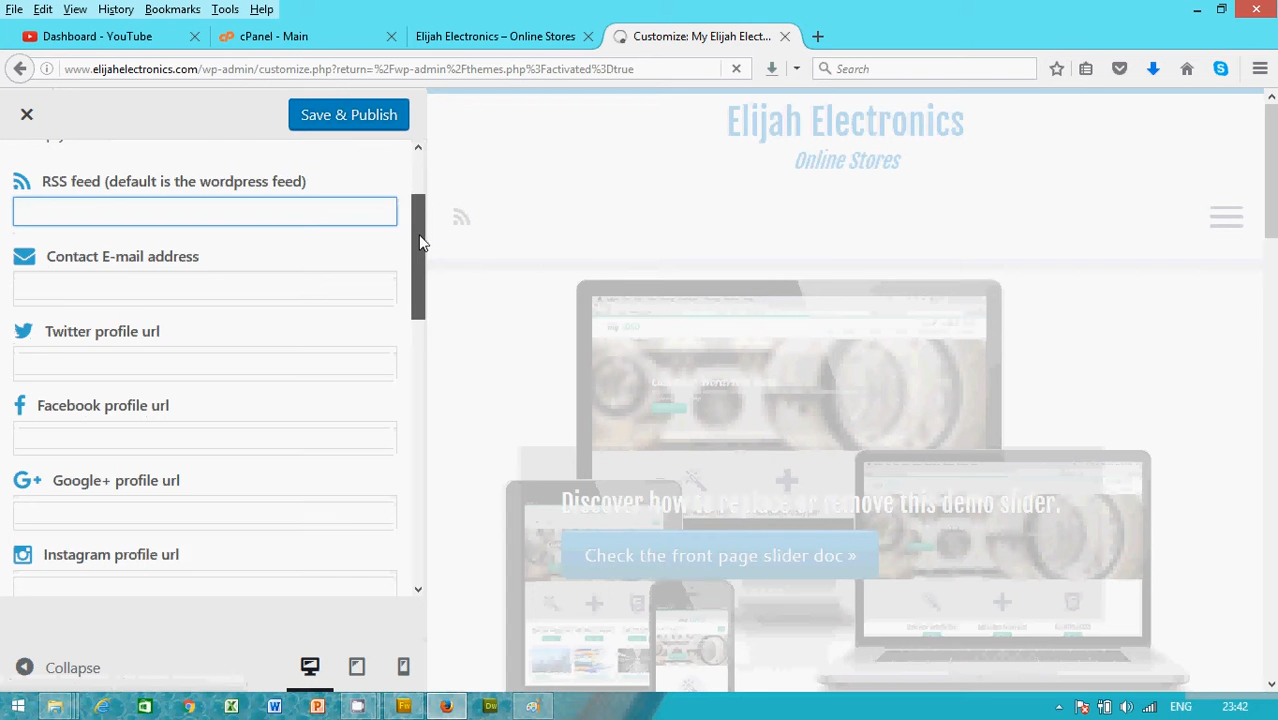 File Edit View History Bookmarks Tools Help
Dashboard - YouTube
cPanel - Main
Elijah Electronics – Online Stores
Customize: My Elijah Elect...
www.elijahelectronics.com/wp-admin/customize.php?return=%2Fwp-admin%2Fthemes.php%3Factivated%3Dtrue
Search
Save & Publish
Elijah Electronics
Online Stores
RSS feed (default is the wordpress feed)
Contact E-mail address
Twitter profile url
Facebook profile url
Google+ profile url
Instagram profile url
Discover how to replace or remove this demo slider.
Check the front page slider doc »
Collapse
ENG
23:42